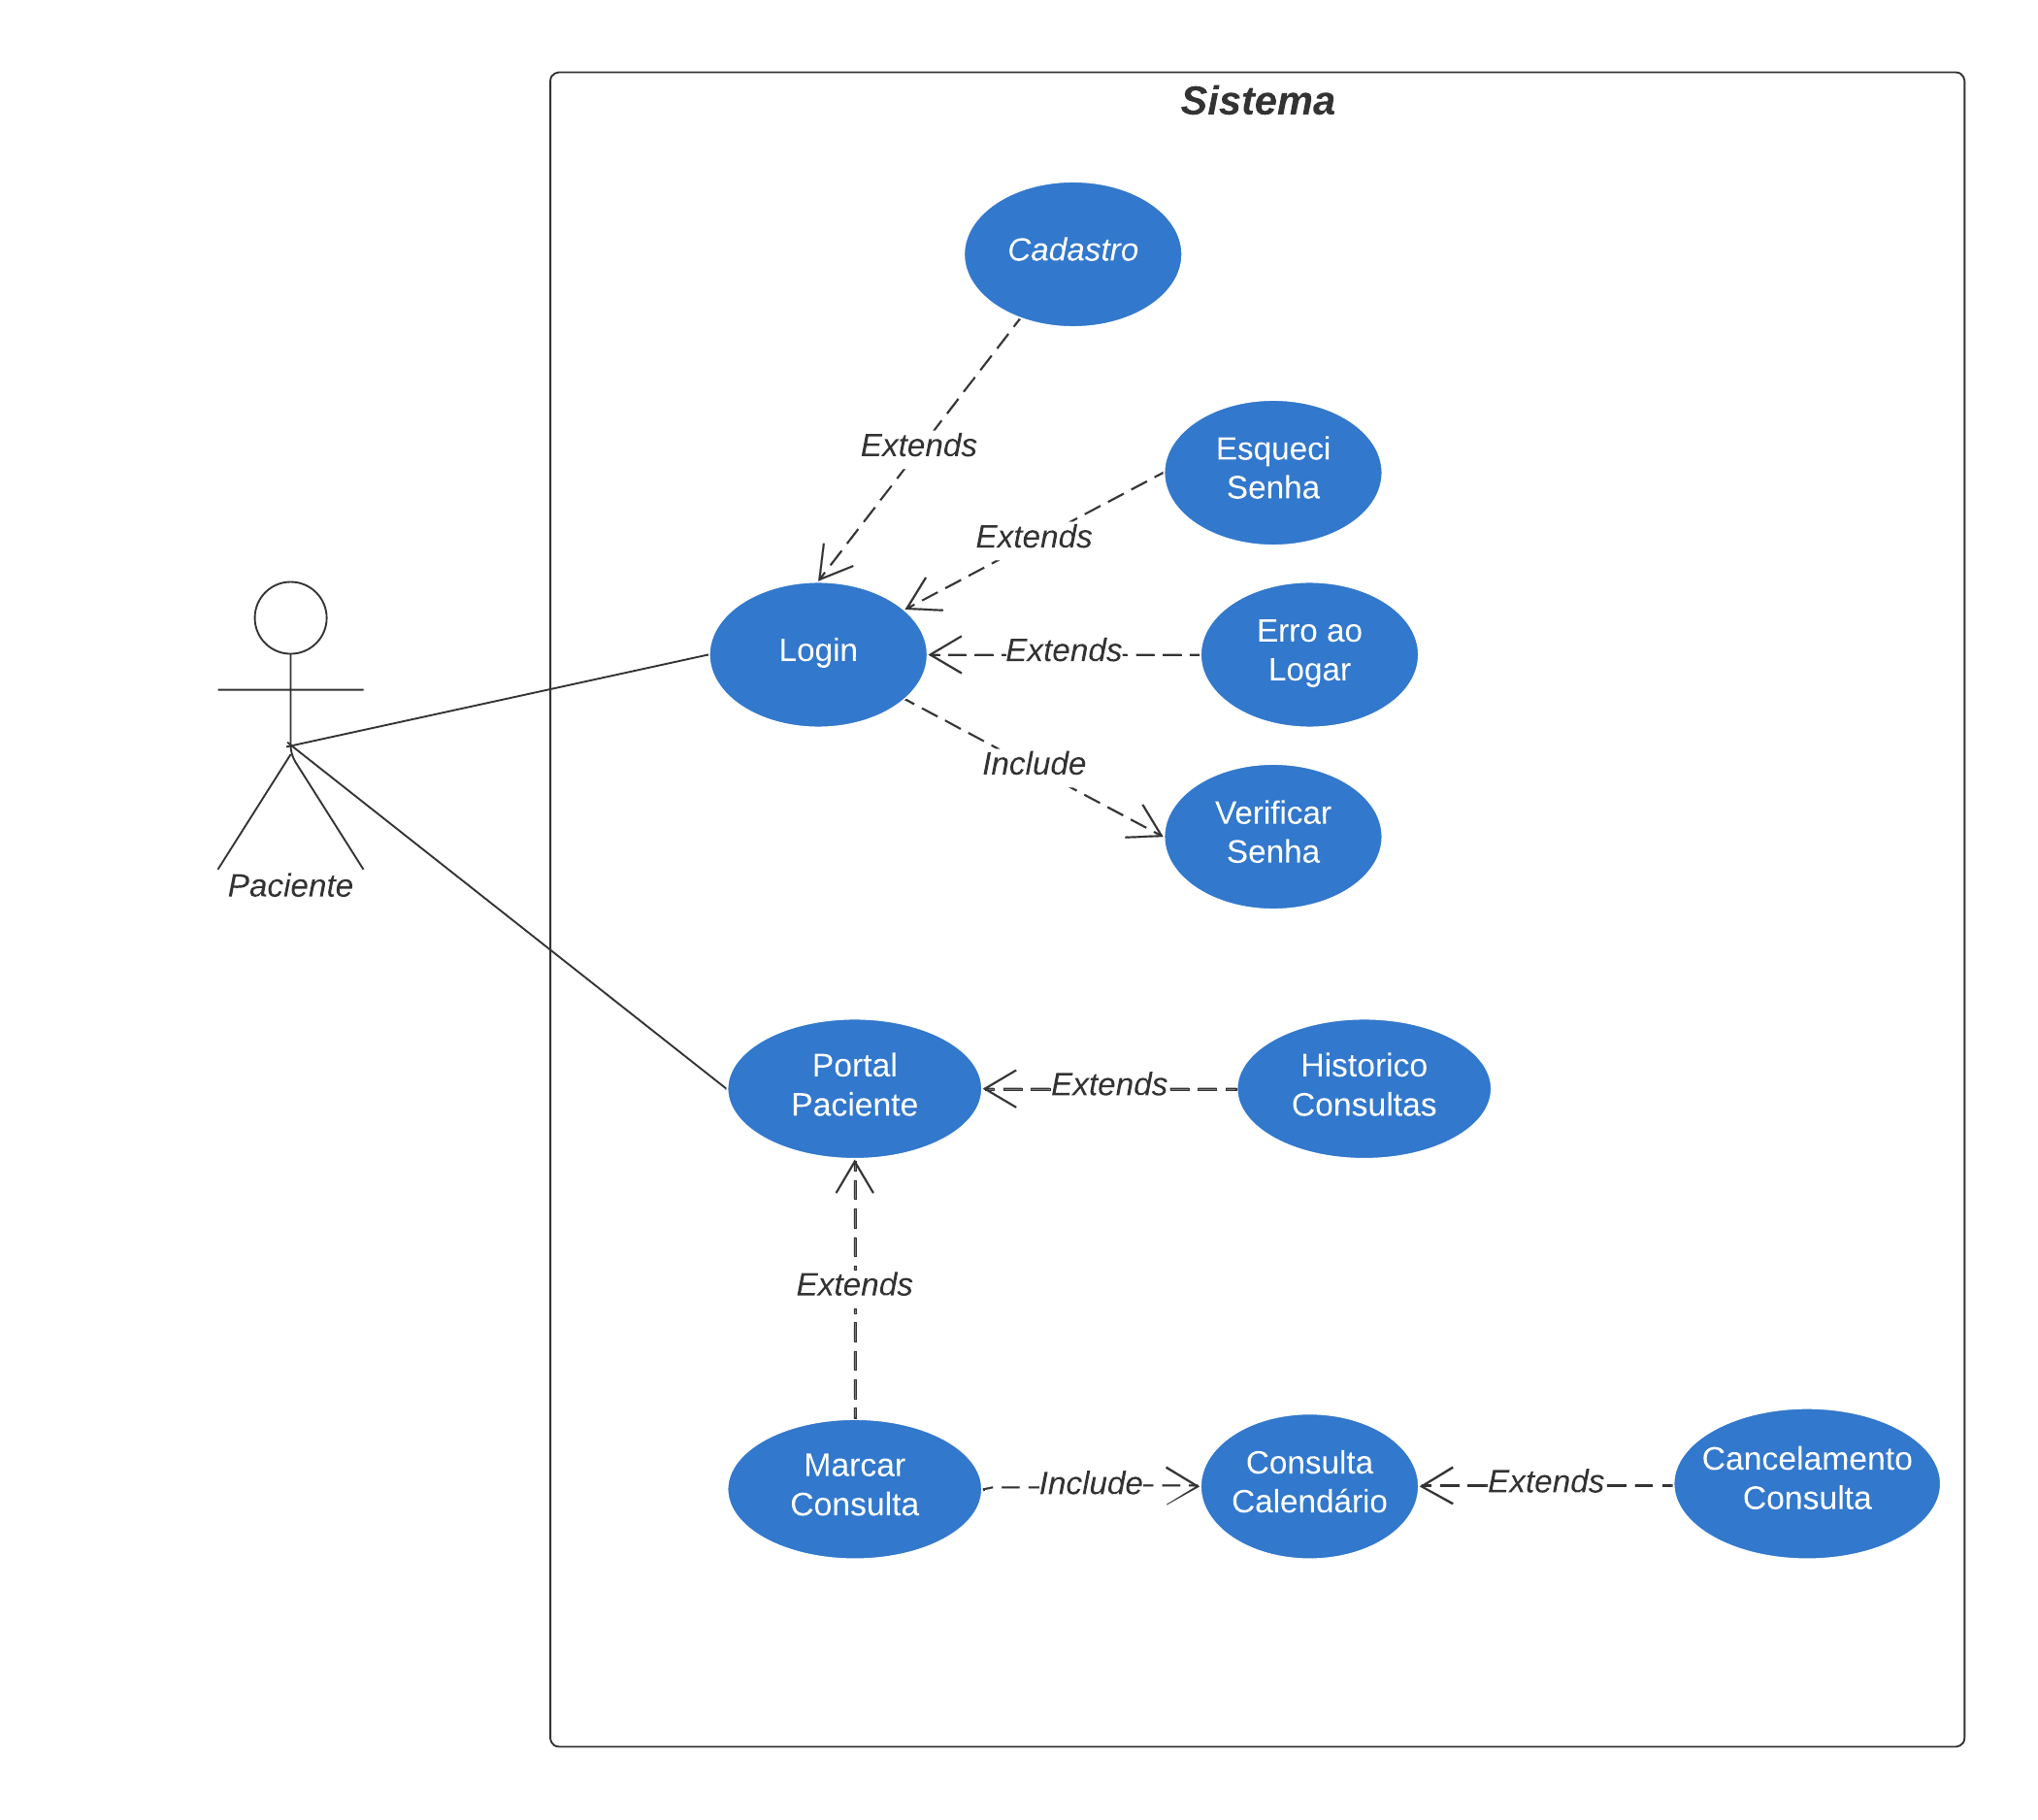 Sistema
Cadastro
Extends
Esqueci
Senha
Extends
Erro ao
Logar
Extends
Login
Include
Verificar
Senha
Paciente
Portal
Paciente
Extends
Historico
Consultas
Extends
Marcar
Consulta
Include
Consulta
Calendário
Extends
Cancelamento
Consulta